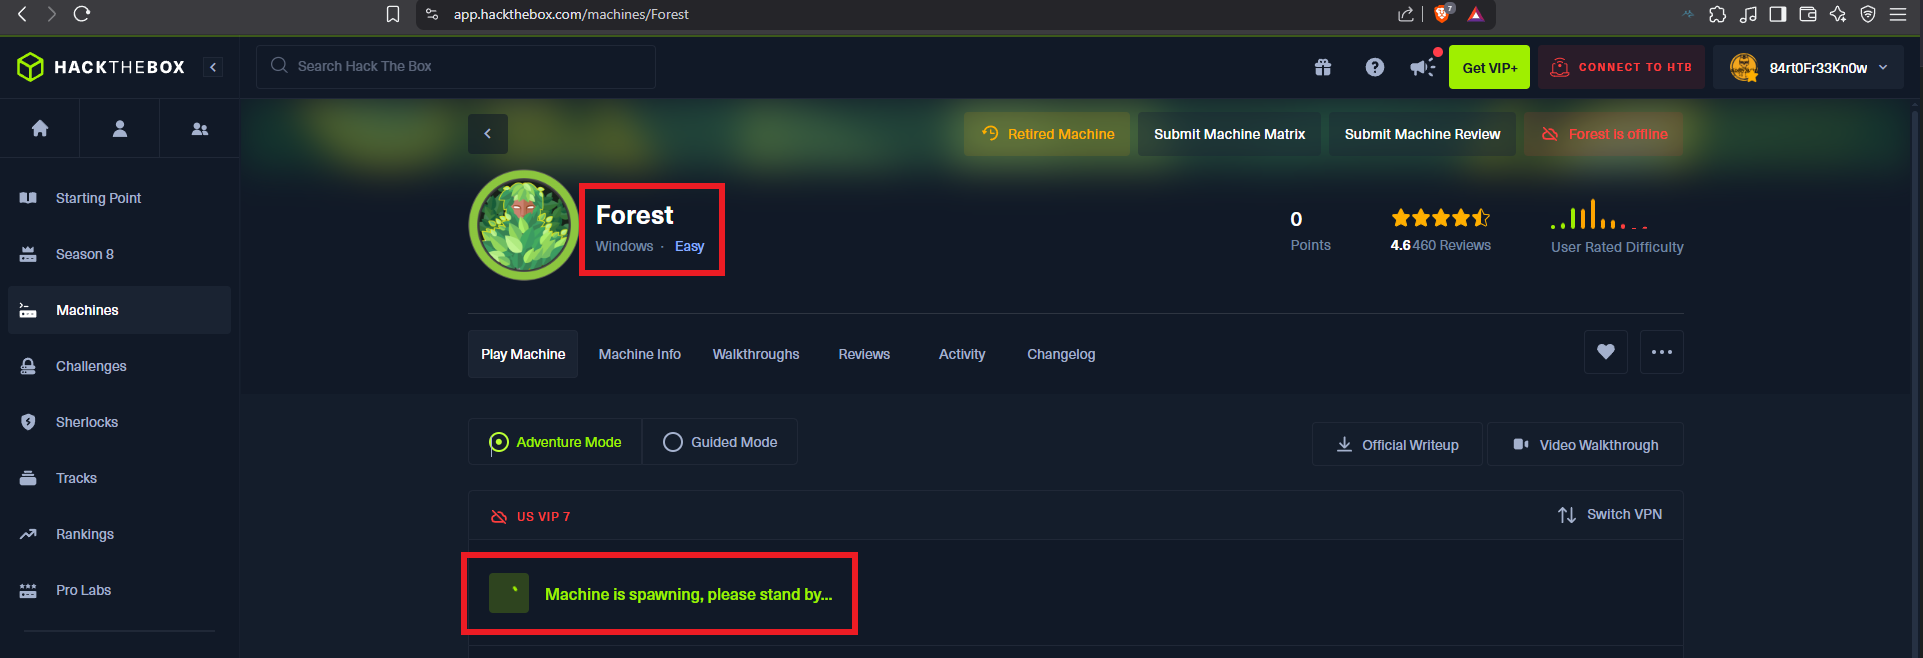 app.hackthebox.com/machines/Forest
7
HACKTHEBOX
Search Hack The Box
Get VIP+
CONNECT TO HTB
84rt0Fr33Kn0w
Retired Machine
Submit Machine Matrix
Submit Machine Review
Forest is offline
Starting Point
Season 8
Machines
Challenges
Sherlocks
Tracks
Rankings
Pro Labs
Forest
Windows · Easy
0
Points
4.6 460 Reviews
User Rated Difficulty
Play Machine
Machine Info
Walkthroughs
Reviews
Activity
Changelog
Adventure Mode
Guided Mode
Official Writeup
Video Walkthrough
US VIP 7
Switch VPN
Machine is spawning, please stand by...